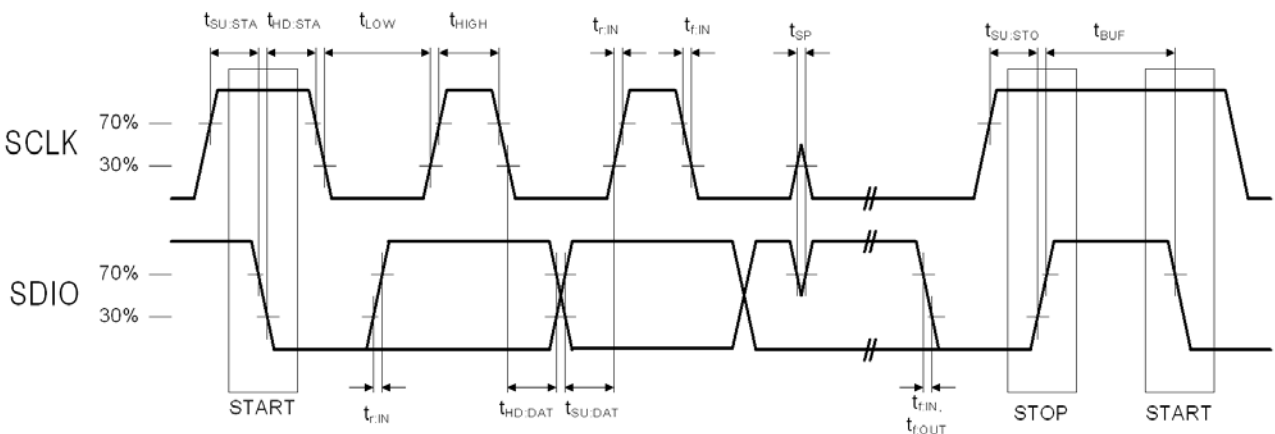 tSU:STA tHD:STA tLOW tHIGH tr:IN tf:IN tSP tSU:STO tBUF
SCLK
70%
30%
SDIO
70%
30%
START
tr:IN
tHD:DAT
tSU:DAT
tf:IN,
tf:OUT
STOP
START